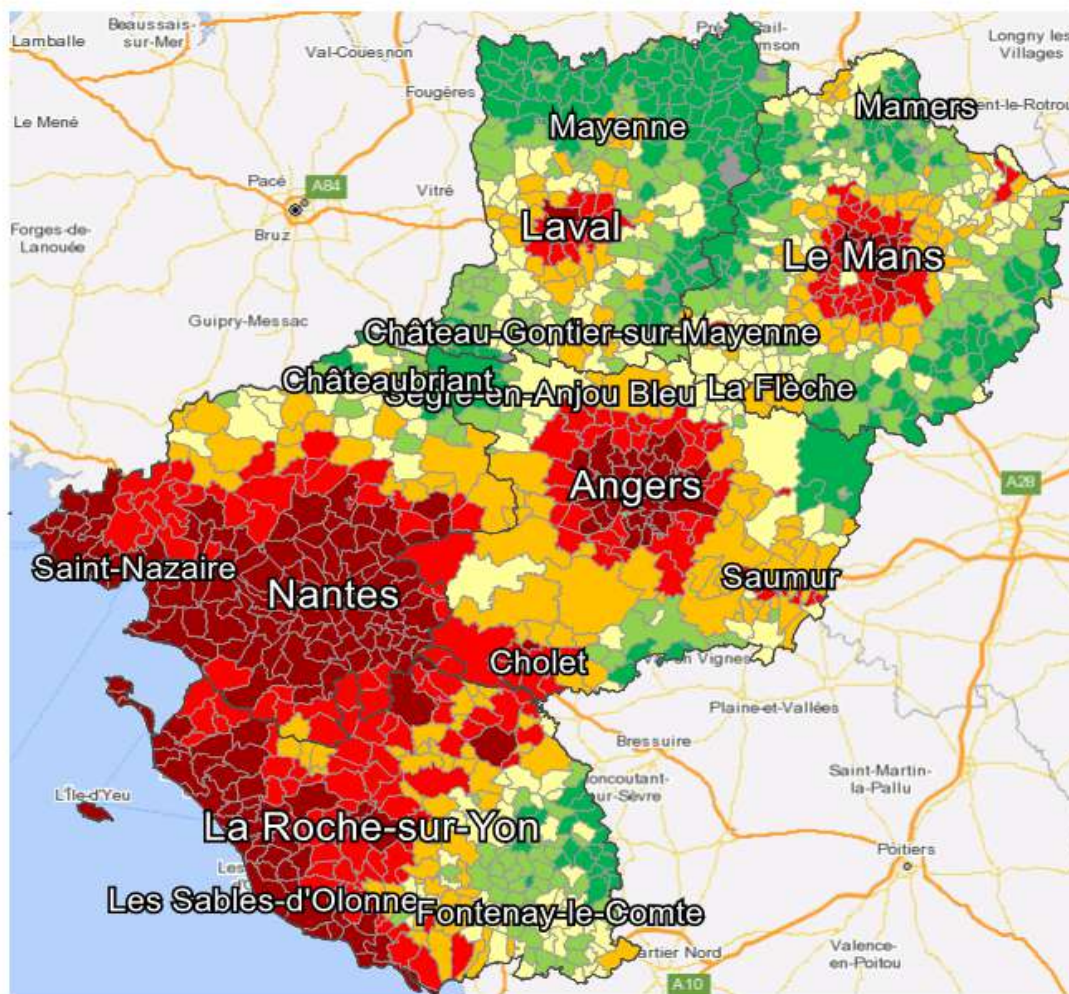 Beaussais-
sur-Mer
Lamballe
Val-Couesnon
Longny les
Villages
Fougères
Le Mené
Mayenne
Mamers
Pacé
A84
Vitré
Bruz
Forges-de-
Lanouée
Laval
Le Mans
Guipry-Messac
Château-Gontier-sur-Mayenne
Châteaubriant
Segré-en-Anjou Bleu
La Flèche
Angers
A28
Saint-Nazaire
Nantes
Saumur
Cholet
Plaine-et-Vallées
Bressuire
Saint-Martin-
la-Pallu
L'Île-d'Yeu
La Roche-sur-Yon
Poitiers
Les Sables-d'Olonne
Fontenay-le-Comte
Valence-
en-Poitou
A10